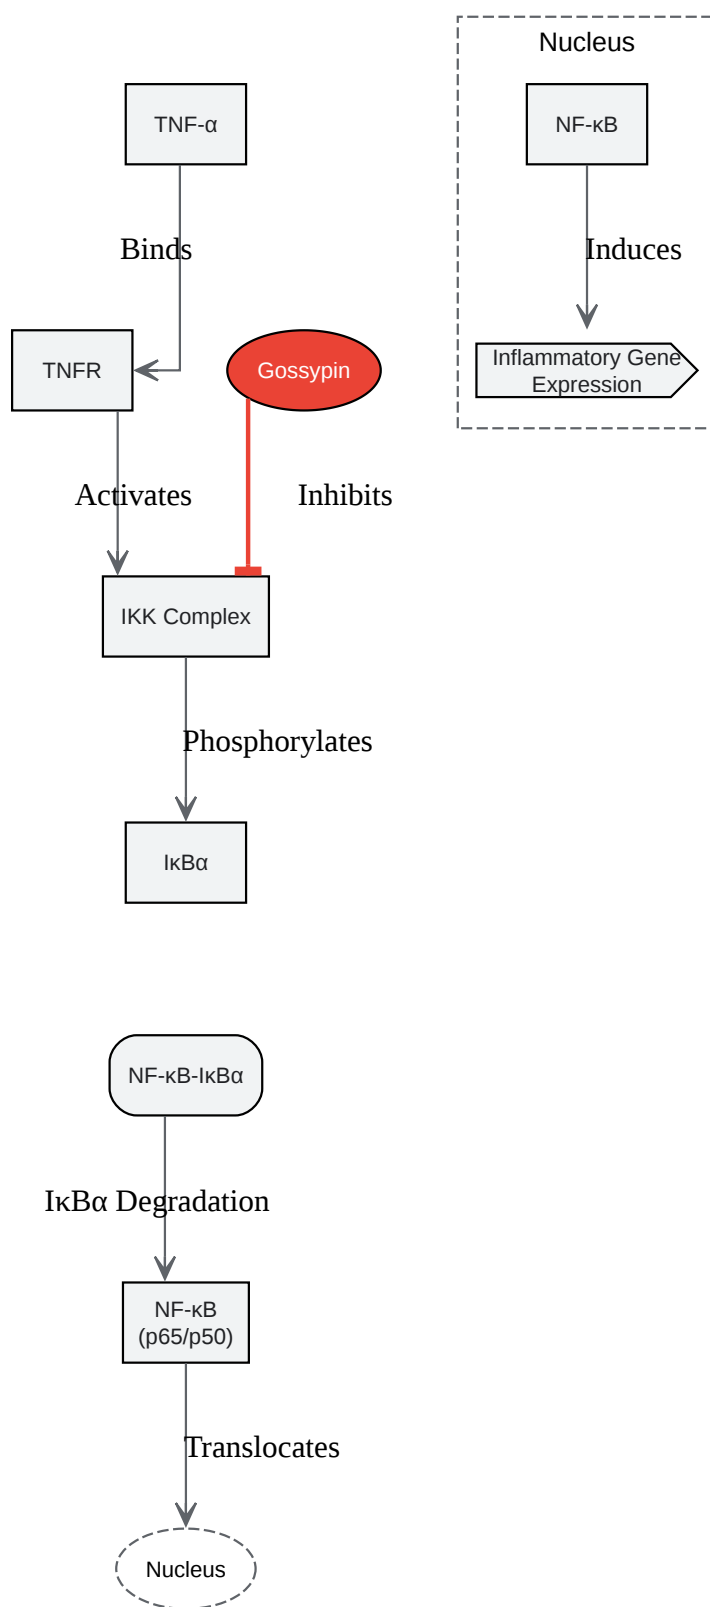 Nucleus
TNF-α
NF-κB
Binds
Induces
TNFR
Gossypin
Inflammatory Gene
Expression
Activates
Inhibits
IKK Complex
Phosphorylates
IκBα
NF-κB-IκBα
IκBα Degradation
NF-κB
(p65/p50)
Translocates
Nucleus